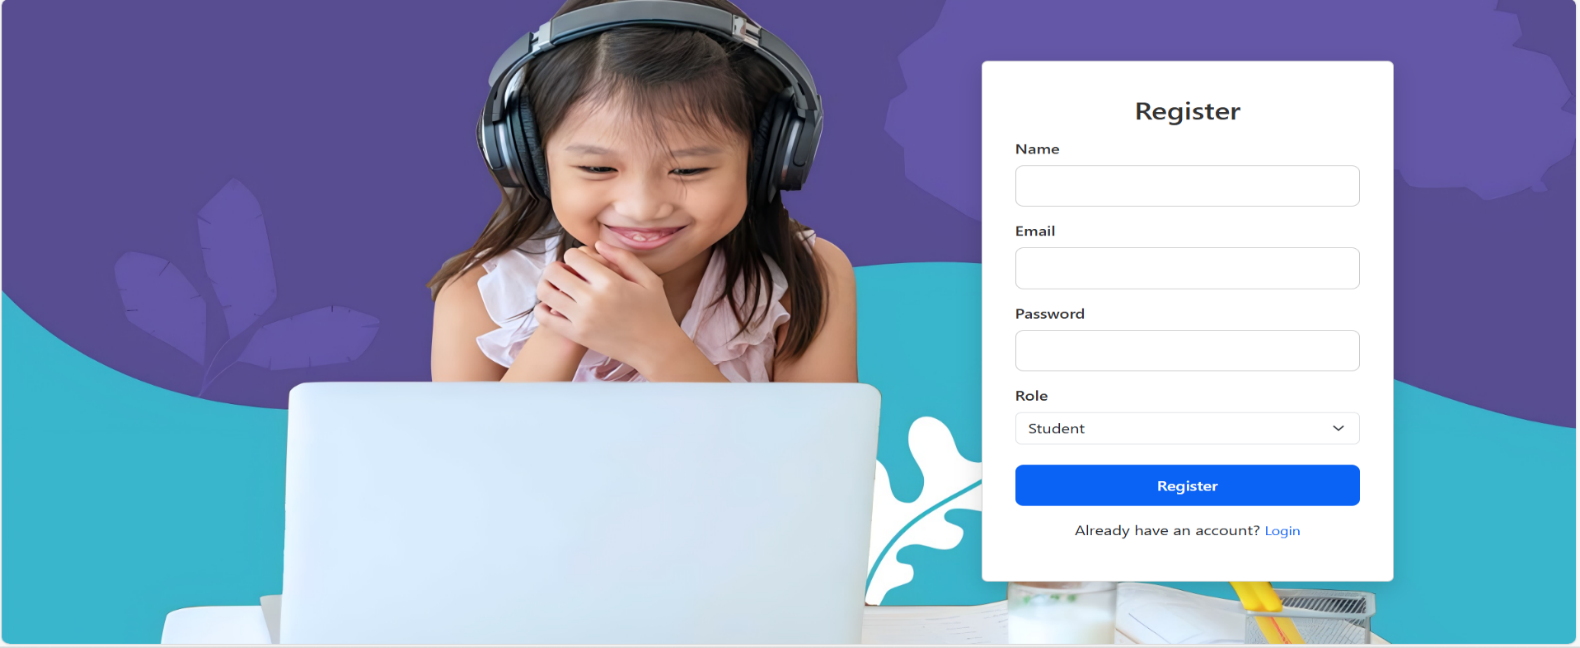 Register
Name
Email
Password
Role
Student
Register
Already have an account? Login